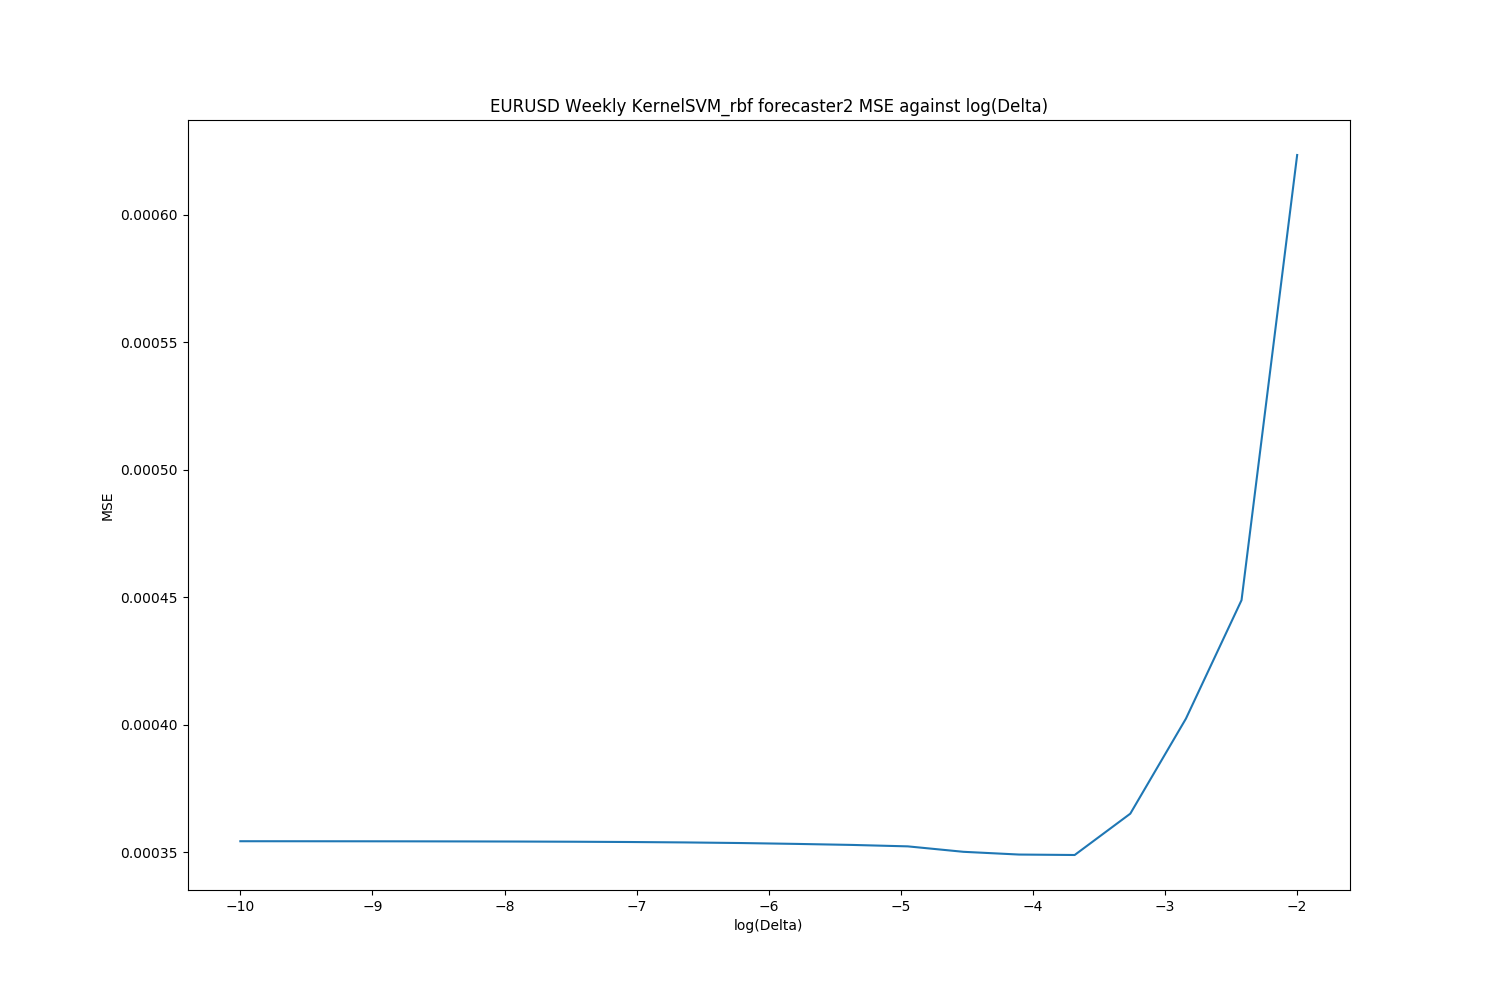 EURUSD Weekly KernelSVM_rbf forecaster2 MSE against log(Delta)
0.00060
0.00055
0.00050
0.00045
0.00040
0.00035
MSE
−10 −9 −8 −7 −6 −5 −4 −3 −2
log(Delta)